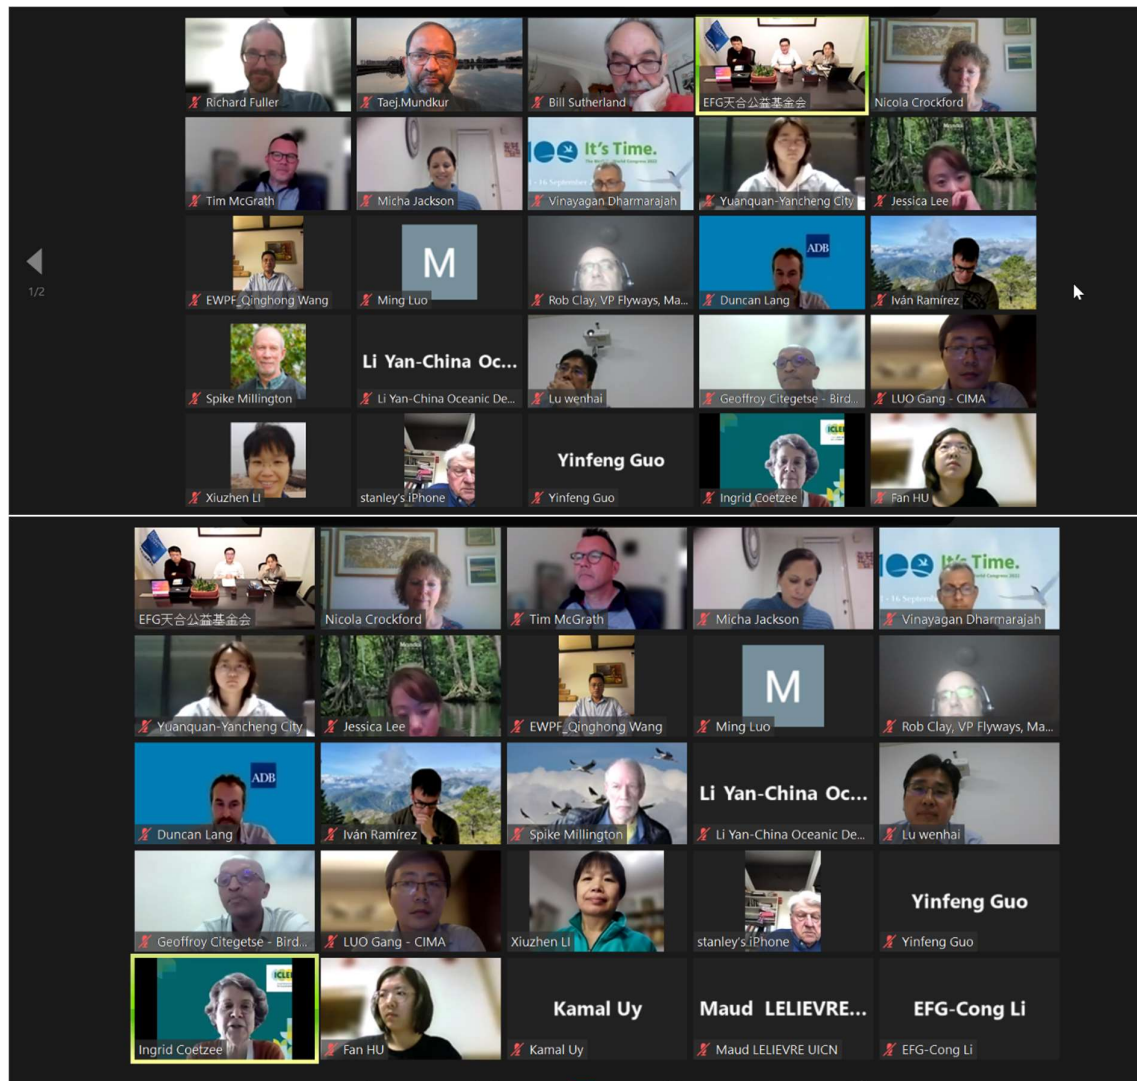 Richard Fuller
Taej.Mundkur
Bill Sutherland
EFG天合公益基金会
Nicola Crockford
It's Time.
Tim McGrath
Micha Jackson
Vinayagan Dharmarajah
Yuanquan-Yancheng City
Jessica Lee
ADB
M
EWPF_Qinghong Wang
Ming Luo
Rob Clay, VP Flyways, Ma...
Duncan Lang
Iván Ramírez
1/2
Li Yan-China Oc...
Spike Millington
Li Yan-China Oceanic De...
Lu wenhai
Geoffroy Citegetse - Bird...
LUO Gang - CIMA
ICLEI
Yinfeng Guo
Xiuzhen LI
stanley's iPhone
Yinfeng Guo
Ingrid Coetzee
Fan HU
It's Time.
EFG天合公益基金会
Nicola Crockford
Tim McGrath
Micha Jackson
Vinayagan Dharmarajah
M
Yuanquan-Yancheng City
Jessica Lee
EWPF_Qinghong Wang
Ming Luo
Rob Clay, VP Flyways, Ma...
ADB
Li Yan-China Oc...
Duncan Lang
Iván Ramírez
Spike Millington
Li Yan-China Oceanic De...
Lu wenhai
Yinfeng Guo
Geoffroy Citegetse - Bird...
LUO Gang - CIMA
Xiuzhen LI
stanley's iPhone
Yinfeng Guo
ICLEI
Kamal Uy
Maud LELIEVRE...
EFG-Cong Li
Ingrid Coetzee
Fan HU
Kamal Uy
Maud LELIEVRE UICN
EFG-Cong Li